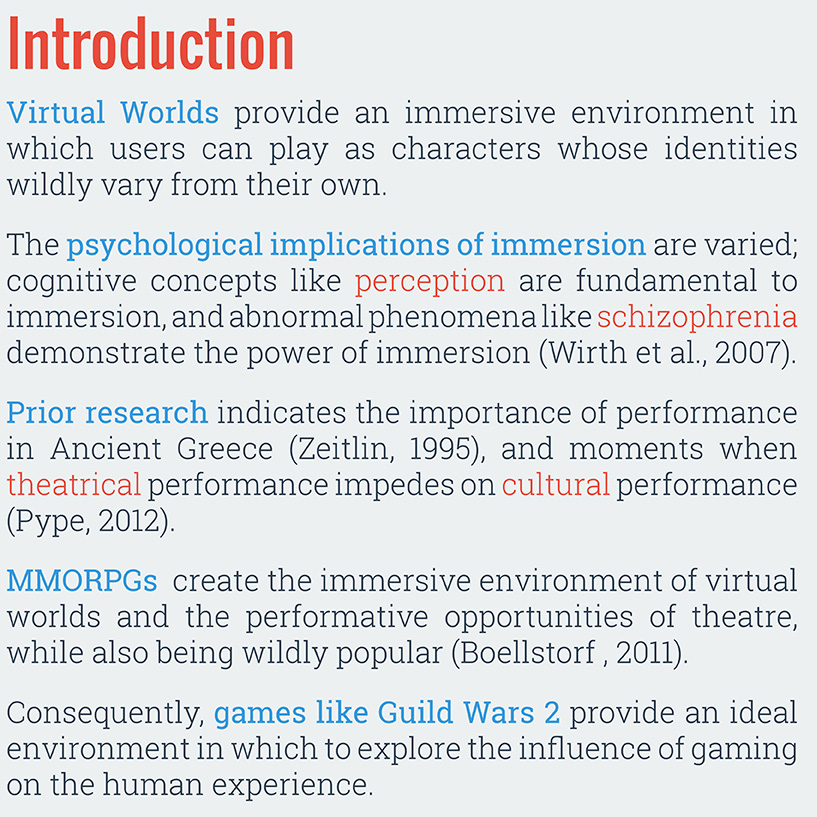 Introduction
Virtual Worlds provide an immersive environment in
which users can play as characters whose identities
wildly vary from their own.
The psychological implications of immersion are varied;
cognitive concepts like perception are fundamental to
immersion, and abnormal phenomena like schizophrenia
demonstrate the power of immersion (Wirth et al., 2007).
Prior research indicates the importance of performance
in Ancient Greece (Zeitlin, 1995), and moments when
theatrical performance impedes on cultural performance
(Pype, 2012).
MMORPGs create the immersive environment of virtual
worlds and the performative opportunities of theatre,
while also being wildly popular (Boellstorf , 2011).
Consequently, games like Guild Wars 2 provide an ideal
environment in which to explore the influence of gaming
on the human experience.